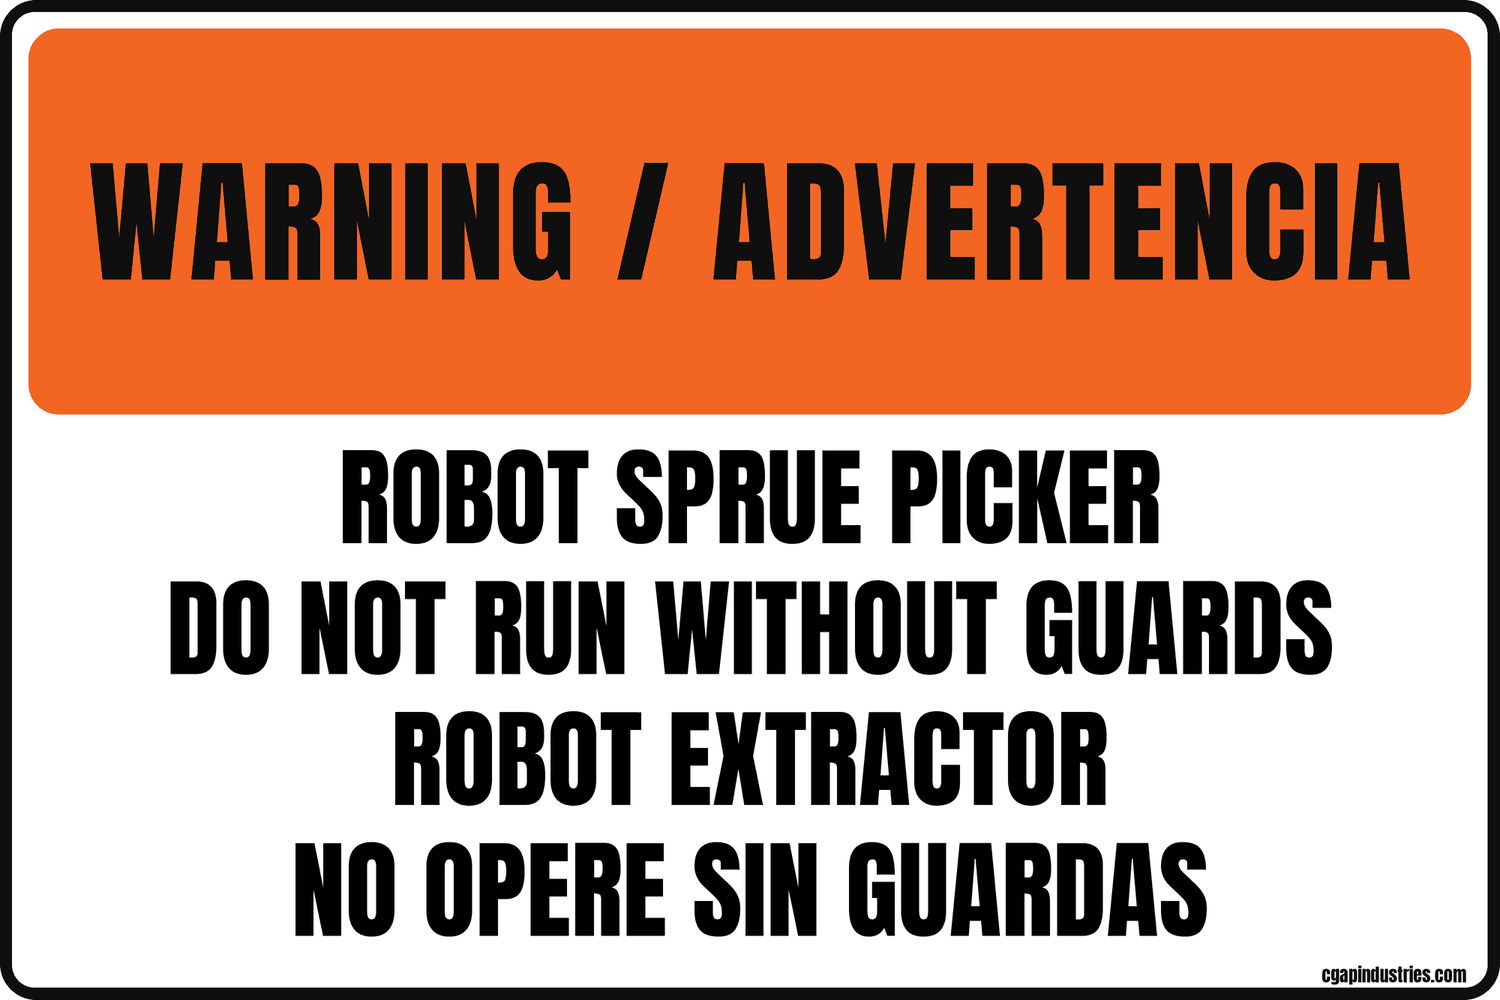 WARNING / ADVERTENCIA
ROBOT SPRUE PICKER
DO NOT RUN WITHOUT GUARDS
ROBOT EXTRACTOR
NO OPERE SIN GUARDAS
cgapindustries.com